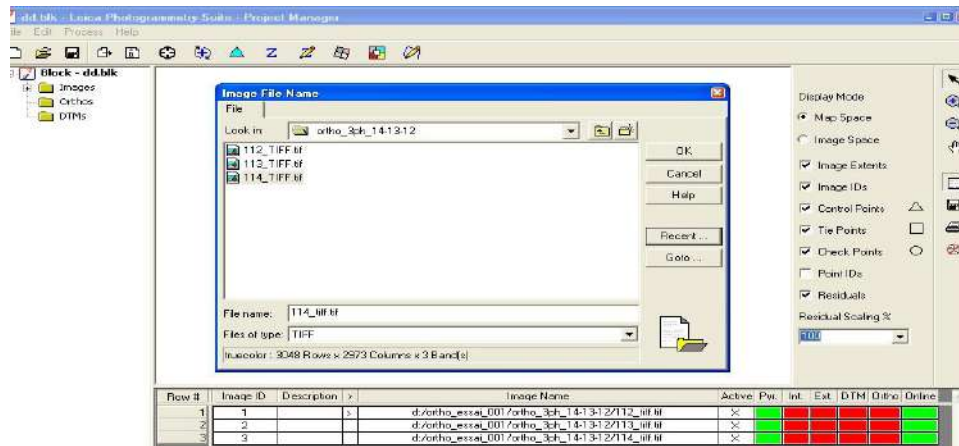 dd.blk - Leica Photogrammetry Suite - Project Manager
File Edit Process Help
Block - dd.blk
Images
Orthos
DTMs
Image File Name
File
Look in: ortho_3ph_14-13-12
112_TIFF.tif
113_TIFF.tif
114_TIFF.tif
OK
Cancel
Help
Recent ...
Goto ...
File name: 114_tiff.tif
Files of type: TIFF
truecolor : 3048 Rows x 2973 Columns x 3 Band(s)
Display Mode
Map Space
Image Space
Image Extents
Image IDs
Control Points
Tie Points
Check Points
Point IDs
Residuals
Residual Scaling %
100
Row # Image ID Description > Image Name Active Pyr. Int. Ext. DTM Ortho Online
1 1 > d:/ortho_essai_001/ortho_3ph_14-13-12/112_tiff.tif X
2 2 d:/ortho_essai_001/ortho_3ph_14-13-12/113_tiff.tif X
3 3 d:/ortho_essai_001/ortho_3ph_14-13-12/114_tiff.tif X